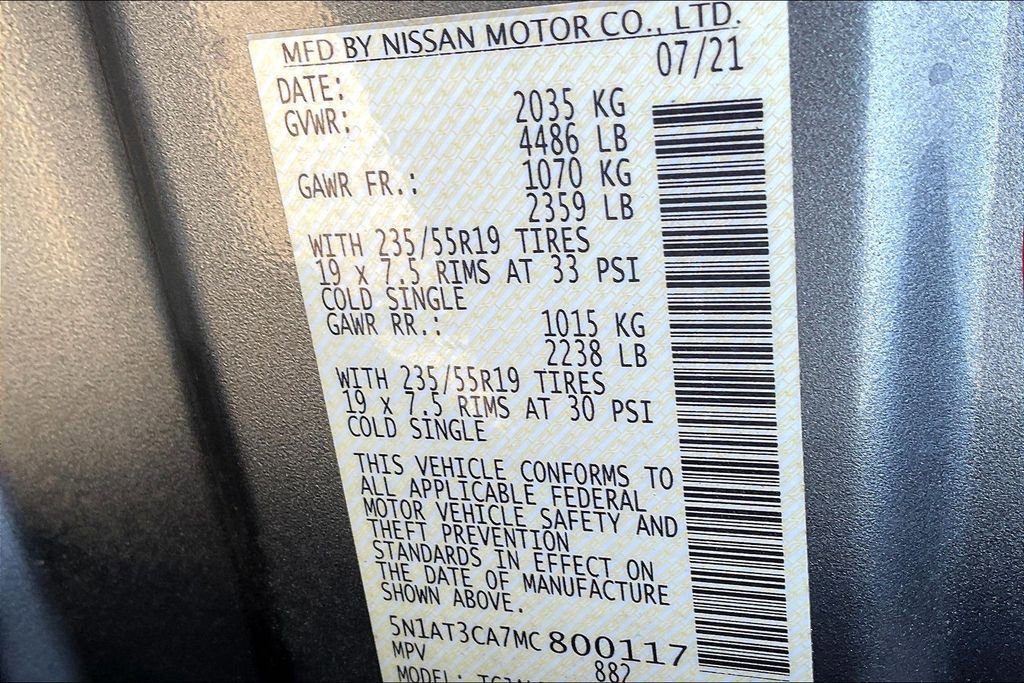 MFD BY NISSAN MOTOR CO., LTD.
DATE: 07/21
GVWR: 2035 KG
4486 LB
GAWR FR.: 1070 KG
2359 LB
WITH 235/55R19 TIRES
19 x 7.5 RIMS AT 33 PSI
COLD SINGLE
GAWR RR.: 1015 KG
2238 LB
WITH 235/55R19 TIRES
19 x 7.5 RIMS AT 30 PSI
COLD SINGLE
THIS VEHICLE CONFORMS TO
ALL APPLICABLE FEDERAL
MOTOR VEHICLE SAFETY AND
THEFT PREVENTION
STANDARDS IN EFFECT ON
THE DATE OF MANUFACTURE
SHOWN ABOVE.
5N1AT3CA7MC 800117
MPV 882
MODEL: